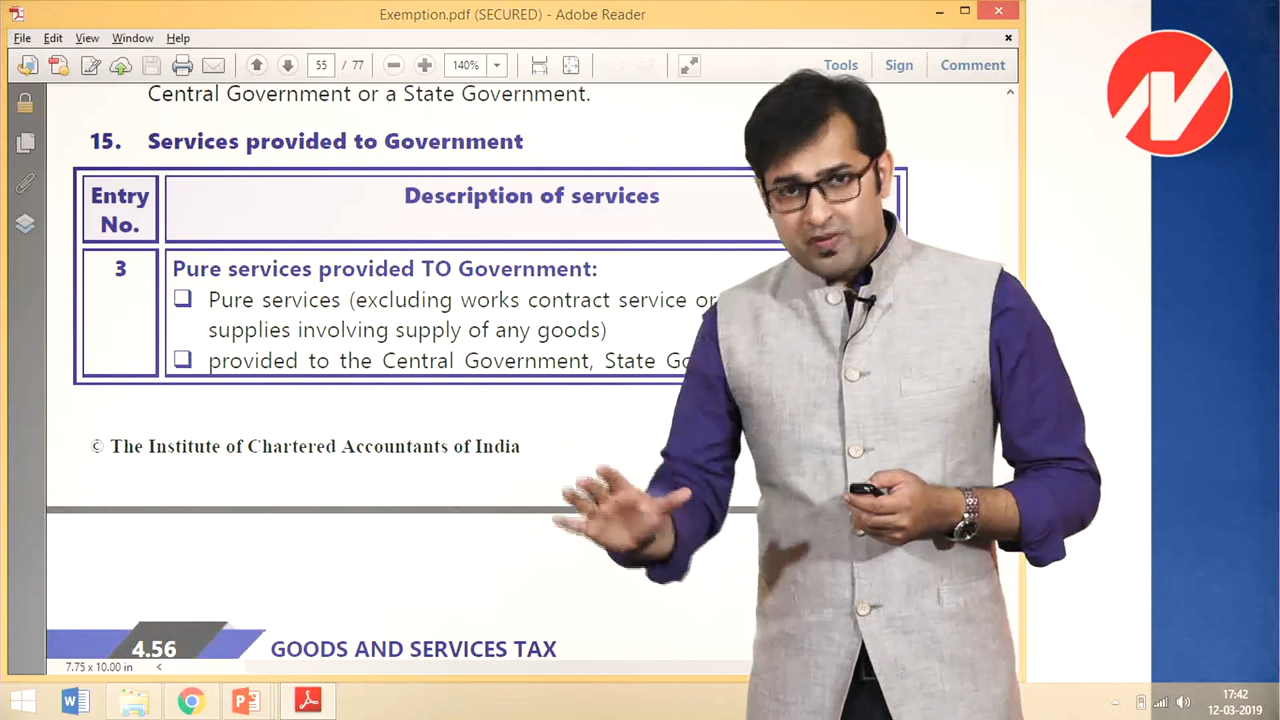 Exemption.pdf (SECURED) - Adobe Reader
File Edit View Window Help
55 / 77 140% Tools Sign Comment
Central Government or a State Government.
15. Services provided to Government
Entry No.
Description of services
3
Pure services provided TO Government:
Pure services (excluding works contract service or
supplies involving supply of any goods)
provided to the Central Government, State
© The Institute of Chartered Accountants of India
4.56 GOODS AND SERVICES TAX
7.75 x 10.00 in
17:42
12-03-2019